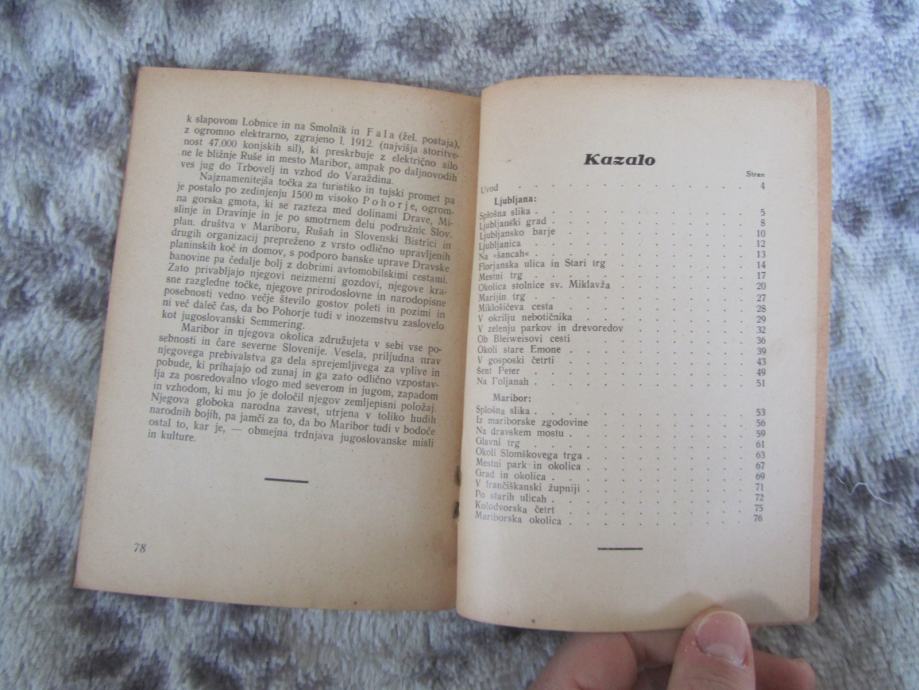 k slapovom Lobnice in na Smolnik in Fala (žel. postaja),
z ogromno elektrarno, zgrajeno l. 1912. (najvišja storitve-
nost 47.000 konjskih sil), ki preskrbuje z električno silo
ne le bližnje Ruše in mesto Maribor, ampak po daljnovodih
ves jug do Trbovelj in vzhod do Varaždina.
Najznamenitejša točka za turistiko in tujski promet pa
je postalo po zedinjenju 1500 m visoko Pohorje, ogrom-
na gorska gmota, ki se razteza med dolinami Drave, Mi-
slinje in Dravinje in je po smotrnem delu podružnic Slov.
plan. društva v Mariboru, Rušah in Slovenski Bistrici in
drugih organizacij prepreženo z vrsto odlično upravljenih
planinskih koč in domov, s podporo banske uprave Dravske
banovine pa čedalje bolj z dobrimi avtomobilskimi cestami.
Zato privabljajo njegovi neizmerni gozdovi, njegove kra-
sne razgledne točke, njegove prirodoslovne in narodopisne
posebnosti vedno večje število gostov poleti in pozimi in
ni več daleč čas, da bo Pohorje tudi v inozemstvu zaslovelo
kot jugoslovanski Semmering.
Maribor in njegova okolica združujeta v sebi vse po-
sebnosti in čare severne Slovenije. Vesela, priljudna nrav
njegovega prebivalstva ga dela sprejemljivega za vplive in
pobude, ki prihajajo od zunaj in ga zato odlično vzpostav-
lja za posredovalno vlogo med severom in jugom, zapadom
in vzhodom, ki mu jo je določil njegov zemljepisni položaj.
Njegova globoka narodna zavest, utrjena v toliko hudih
narodnih bojih, pa jamči za to, da bo Maribor tudi v bodoče
ostal to, kar je, — obmejna trdnjava jugoslovanske misli
in kulture.
78
Kazalo
Stran
Uvod 4
Ljubljana:
Splošna slika 5
Ljubljanski grad 8
Ljubljansko barje 10
Ljubljanica 12
Na »šancah« 13
Florjanska ulica in Stari trg 14
Mestni trg 17
Okolica stolnice sv. Miklavža 20
Marijin trg 27
Miklošičeva cesta 28
V okrilju nebotičnika 29
V zelenju parkov in drevoredov 32
Ob Bleiweisovi cesti 36
Okoli stare Emone 39
V gosposki četrti 43
Šent Peter 49
Na Poljanah 51
Maribor:
Splošna slika 53
Iz mariborske zgodovine 56
Na dravskem mostu 59
Glavni trg 61
Okoli Slomškovega trga 63
Mestni park in okolica 67
Grad in okolica 69
V frančiškanski župniji 71
Po starih ulicah 72
Kolodvorska četrt 75
Mariborska okolica 76